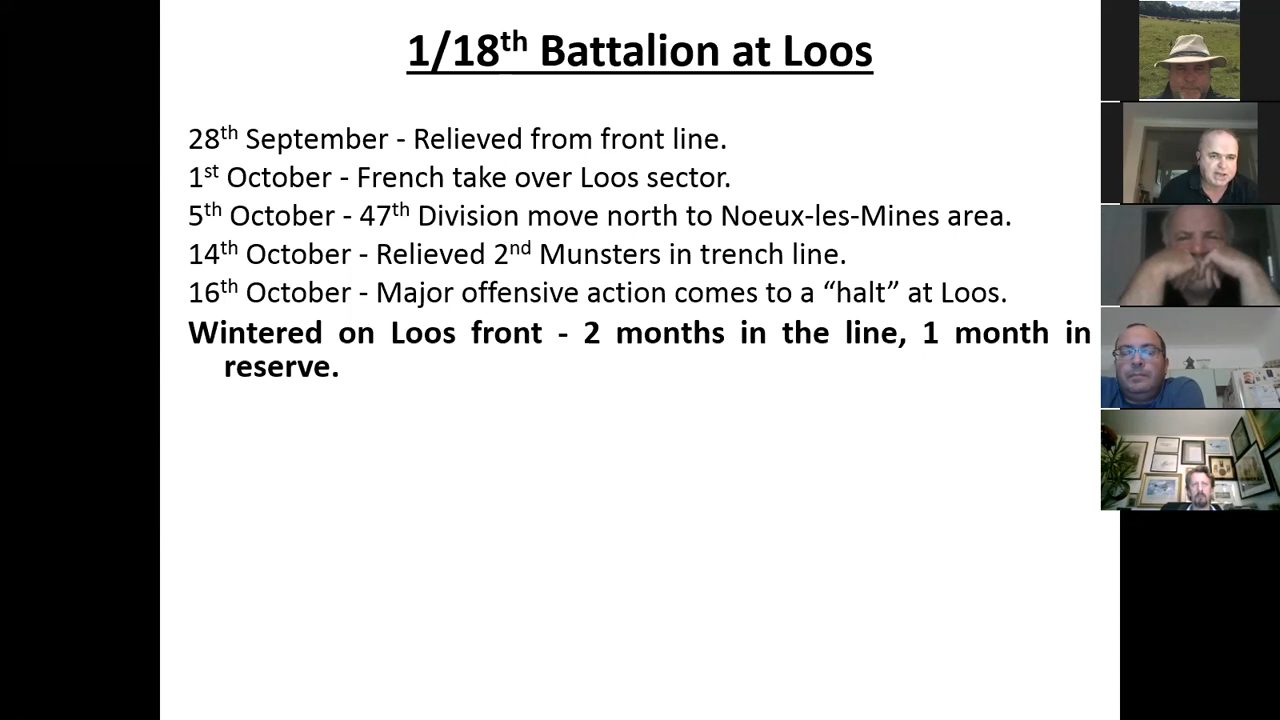 1/18th Battalion at Loos
28th September - Relieved from front line.
1st October - French take over Loos sector.
5th October - 47th Division move north to Noeux-les-Mines area.
14th October - Relieved 2nd Munsters in trench line.
16th October - Major offensive action comes to a “halt” at Loos.
Wintered on Loos front - 2 months in the line, 1 month in
reserve.